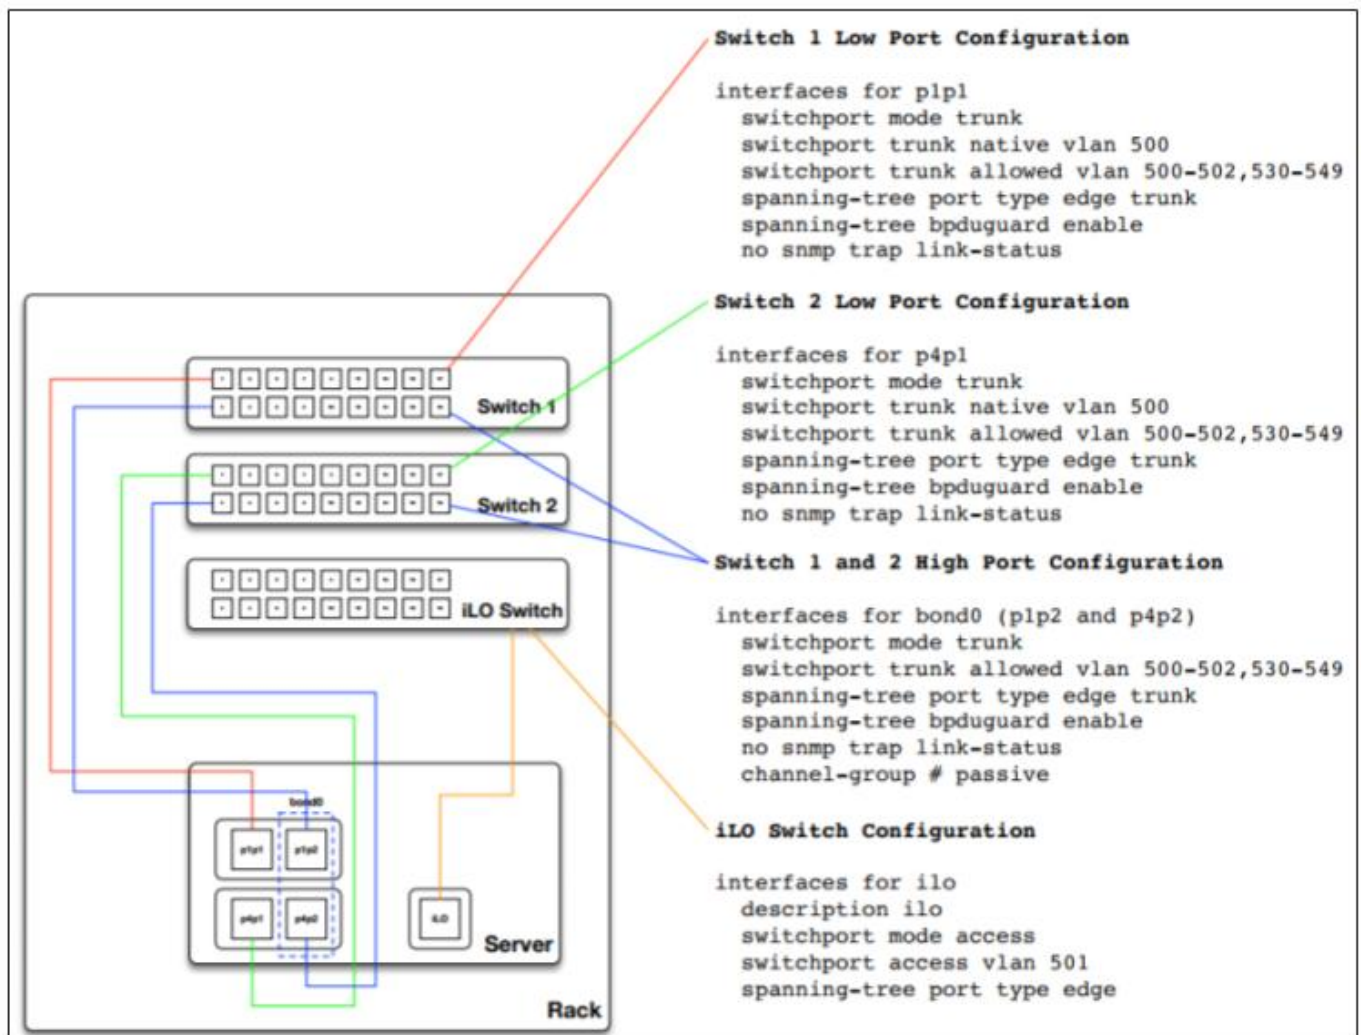 Switch 1 Low Port Configuration
interfaces for p1p1
switchport mode trunk
switchport trunk native vlan 500
switchport trunk allowed vlan 500-502,530-549
spanning-tree port type edge trunk
spanning-tree bpduguard enable
no snmp trap link-status
Switch 2 Low Port Configuration
interfaces for p4p1
switchport mode trunk
switchport trunk native vlan 500
switchport trunk allowed vlan 500-502,530-549
spanning-tree port type edge trunk
spanning-tree bpduguard enable
no snmp trap link-status
Switch 1 and 2 High Port Configuration
interfaces for bond0 (p1p2 and p4p2)
switchport mode trunk
switchport trunk allowed vlan 500-502,530-549
spanning-tree port type edge trunk
spanning-tree bpduguard enable
no snmp trap link-status
channel-group # passive
iLO Switch Configuration
interfaces for ilo
description ilo
switchport mode access
switchport access vlan 501
spanning-tree port type edge
Switch 1
Switch 2
iLO Switch
bond0
p1p1
p1p2
p4p1
p4p2
iLO
Server
Rack